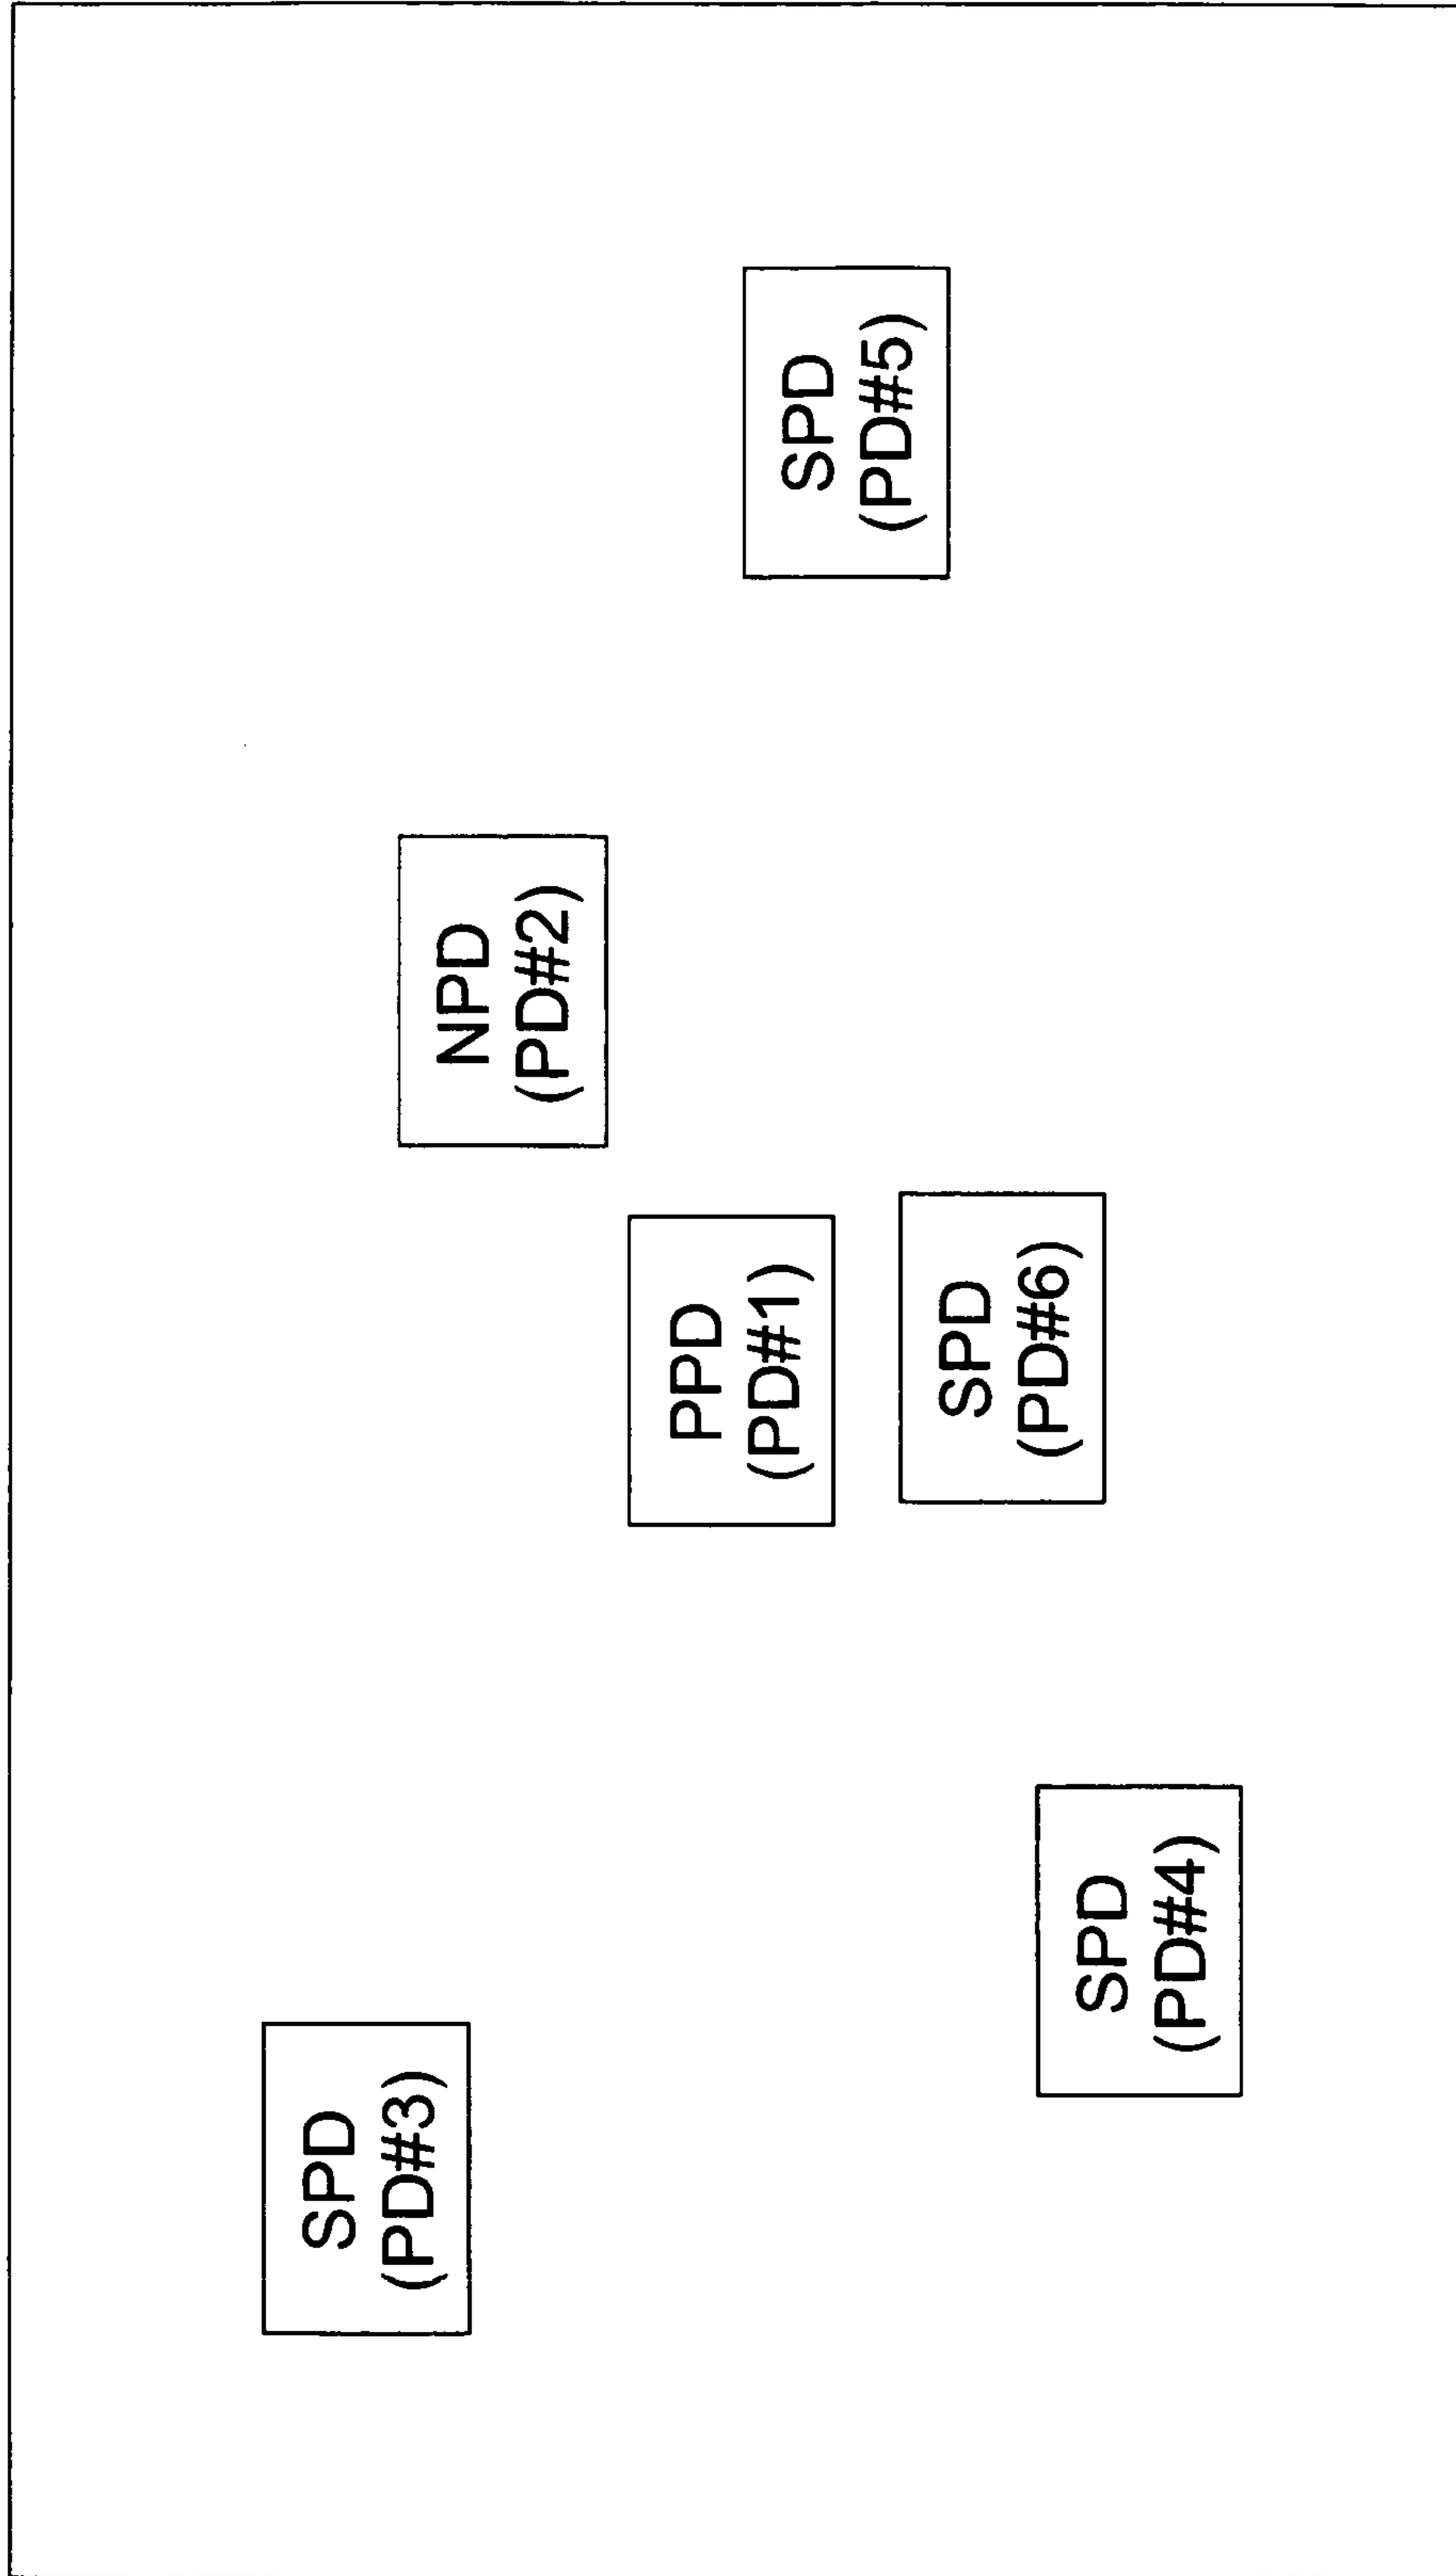 SPD
(PD#3)
NPD
(PD#2)
PPD
(PD#1)
SPD
(PD#5)
SPD
(PD#6)
SPD
(PD#4)